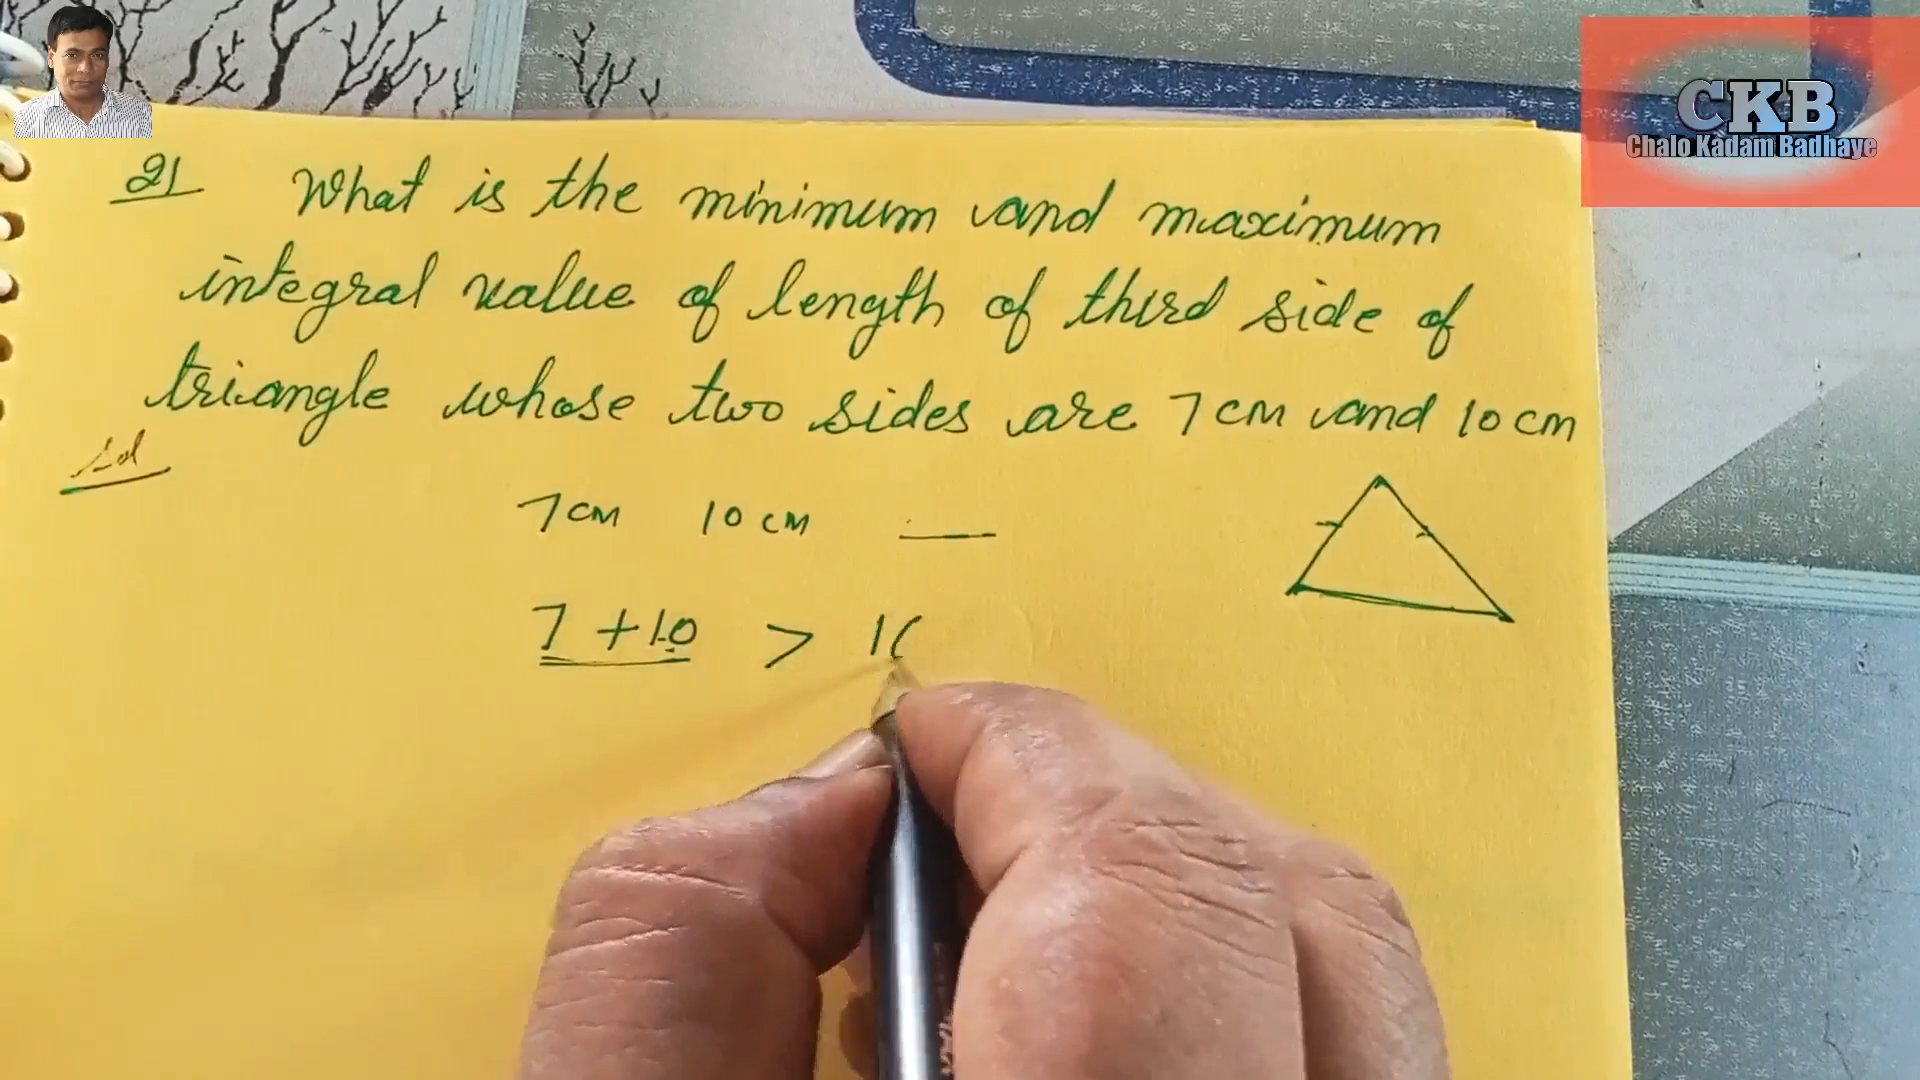 CKB
Chalo Kadam Badhaye
21 What is the minimum and maximum
integral value of length of third side of
triangle whose two sides are 7 cm and 10 cm
Sol
7 cm 10 cm
7 + 10 > 1